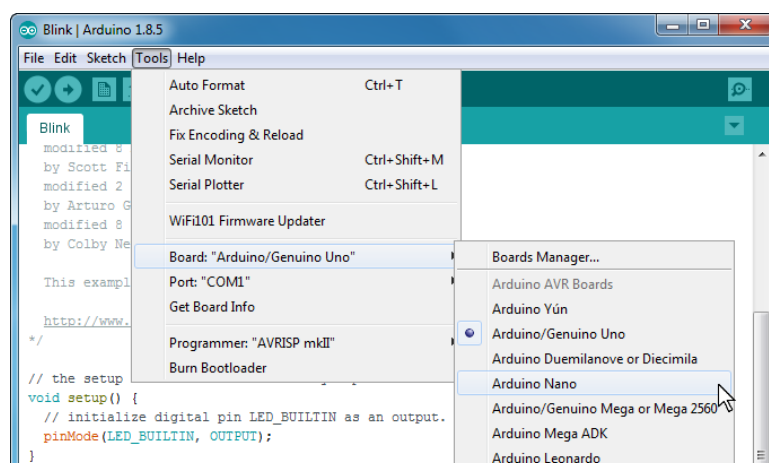 Blink | Arduino 1.8.5
File Edit Sketch Tools Help
Auto Format Ctrl+T
Archive Sketch
Fix Encoding & Reload
Serial Monitor Ctrl+Shift+M
Serial Plotter Ctrl+Shift+L
WiFi101 Firmware Updater
Board: "Arduino/Genuino Uno"
Port: "COM1"
Get Board Info
Programmer: "AVRISP mkII"
Burn Bootloader
Boards Manager...
Arduino AVR Boards
Arduino Yún
Arduino/Genuino Uno
Arduino Duemilanove or Diecimila
Arduino Nano
Arduino/Genuino Mega or Mega 2560
Arduino Mega ADK
Arduino Leonardo
Blink
modified 8
by Scott Fi
modified 2
by Arturo G
modified 8
by Colby Ne
This exampl
http://www.
*/
// the setup
void setup() {
// initialize digital pin LED_BUILTIN as an output.
pinMode(LED_BUILTIN, OUTPUT);
}